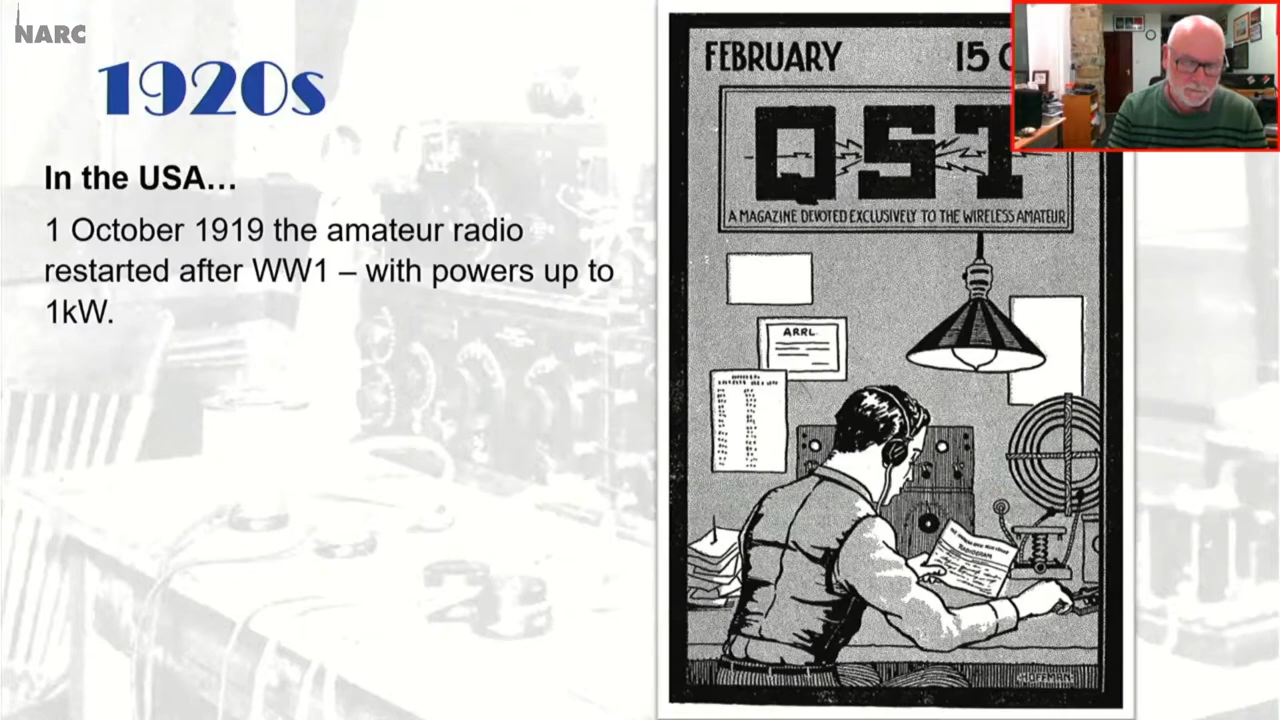 NARC
1920s
In the USA…
1 October 1919 the amateur radio
restarted after WW1 – with powers up to
1kW.
FEBRUARY 15
QST
A MAGAZINE DEVOTED EXCLUSIVELY TO THE WIRELESS AMATEUR
ARRL
RADIOGRAM
HOFFMAN